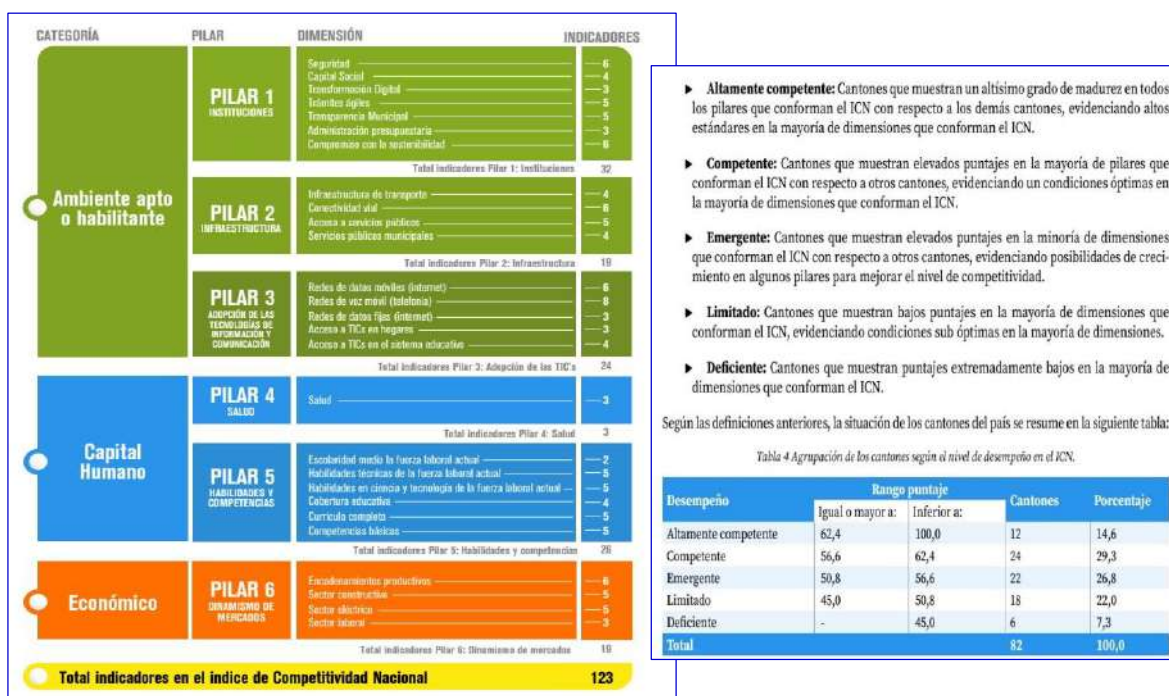 CATEGORÍA PILAR DIMENSIÓN INDICADORES
Ambiente apto
o habilitante
PILAR 1
INSTITUCIONES
Seguridad 6
Capital Social 4
Transformación Digital 3
Trámites ágiles 5
Transparencia Municipal 5
Administración presupuestaria 3
Compromiso con la sostenibilidad 6
Total indicadores Pilar 1: Instituciones 32
PILAR 2
INFRAESTRUCTURA
Infraestructura de transporte 4
Conectividad vial 6
Acceso a servicios públicos 5
Servicios públicos municipales 4
Total indicadores Pilar 2: Infraestructura 19
PILAR 3
ADOPCIÓN DE LAS
TECNOLOGÍAS DE
INFORMACIÓN Y
COMUNICACIÓN
Redes de datos móviles (internet) 6
Redes de voz móvil (telefonía) 8
Redes de datos fijas (internet) 3
Acceso a TICs en hogares 3
Acceso a TICs en el sistema educativo 4
Total indicadores Pilar 3: Adopción de las TIC's 24
Capital
Humano
PILAR 4
SALUD
Salud 3
Total indicadores Pilar 4: Salud 3
PILAR 5
HABILIDADES Y
COMPETENCIAS
Escolaridad media la fuerza laboral actual 2
Habilidades técnicas de la fuerza laboral actual 5
Habilidades en ciencia y tecnología de la fuerza laboral actual 5
Cobertura educativa 4
Currículo completo 5
Competencias básicas 5
Total indicadores Pilar 5: Habilidades y competencias 26
Económico
PILAR 6
DINAMISMO DE
MERCADOS
Encadenamientos productivos 6
Sector constructivo 5
Sector eléctrico 5
Sector laboral 3
Total indicadores Pilar 6: Dinamismo de mercados 19
Total indicadores en el indice de Competitividad Nacional 123
► Altamente competente: Cantones que muestran un altísimo grado de madurez en todos
los pilares que conforman el ICN con respecto a los demás cantones, evidenciando altos
estándares en la mayoría de dimensiones que conforman el ICN.
► Competente: Cantones que muestran elevados puntajes en la mayoría de pilares que
conforman el ICN con respecto a otros cantones, evidenciando un condiciones óptimas en
la mayoría de dimensiones que conforman el ICN.
► Emergente: Cantones que muestran elevados puntajes en la minoría de dimensiones
que conforman el ICN con respecto a otros cantones, evidenciando posibilidades de creci-
miento en algunos pilares para mejorar el nivel de competitividad.
► Limitado: Cantones que muestran bajos puntajes en la mayoría de dimensiones que
conforman el ICN, evidenciando condiciones sub óptimas en la mayoría de dimensiones.
► Deficiente: Cantones que muestran puntajes extremadamente bajos en la mayoría de
dimensiones que conforman el ICN.
Según las definiciones anteriores, la situación de los cantones del país se resume en la siguiente tabla:
Tabla 4 Agrupación de los cantones según el nivel de desempeño en el ICN.
Desempeño Rango puntaje Cantones Porcentaje
Igual o mayor a: Inferior a:
Altamente competente 62,4 100,0 12 14,6
Competente 56,6 62,4 24 29,3
Emergente 50,8 56,6 22 26,8
Limitado 45,0 50,8 18 22,0
Deficiente - 45,0 6 7,3
Total 82 100,0